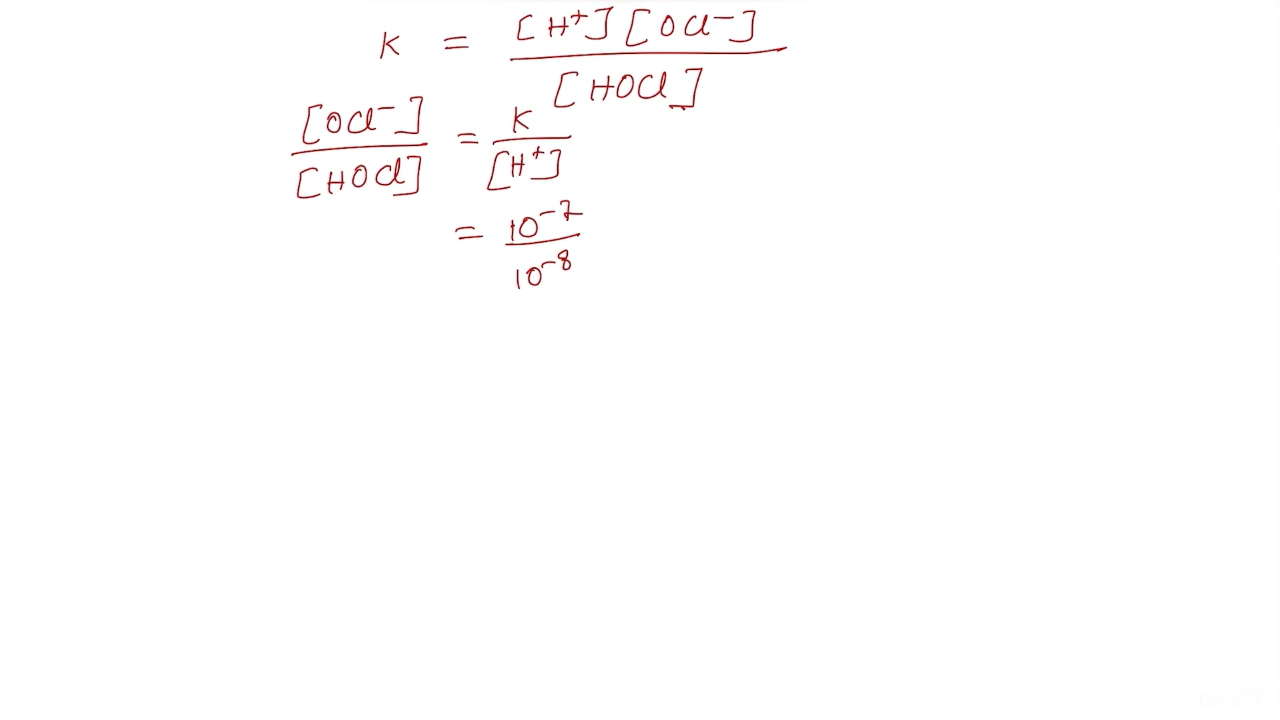 K = [H⁺][OCl⁻] / [HOCl]
[OCl⁻] / [HOCl] = K / [H⁺]
= 10⁻⁷ / 10⁻⁸